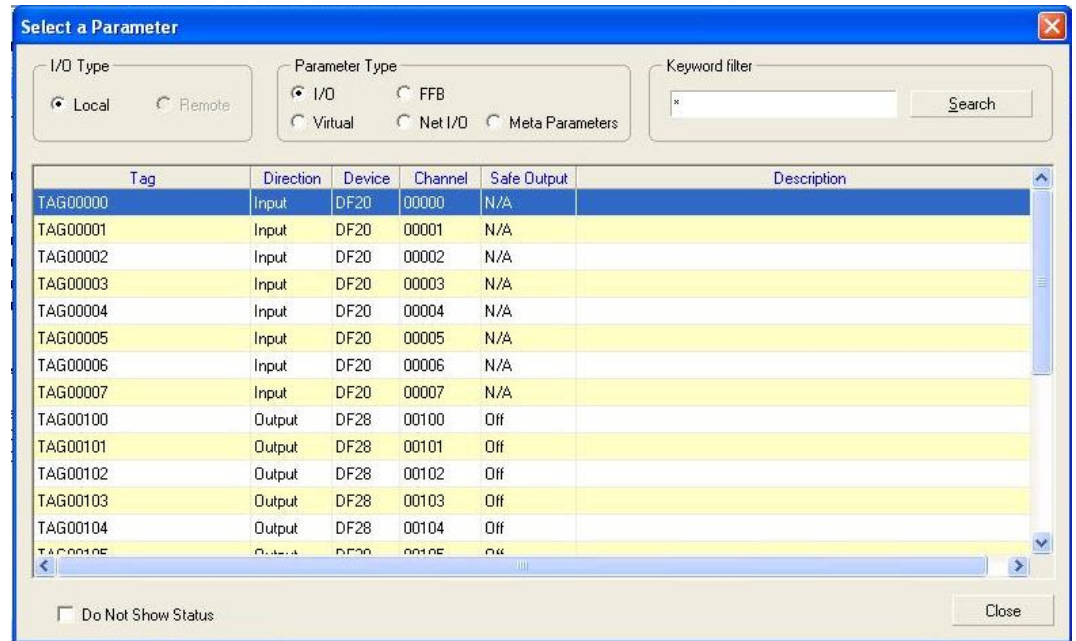 Select a Parameter
I/O Type
Local Remote
Parameter Type
I/O FFB
Virtual Net I/O Meta Parameters
Keyword filter
* Search
Tag Direction Device Channel Safe Output Description
TAG00000 Input DF20 00000 N/A
TAG00001 Input DF20 00001 N/A
TAG00002 Input DF20 00002 N/A
TAG00003 Input DF20 00003 N/A
TAG00004 Input DF20 00004 N/A
TAG00005 Input DF20 00005 N/A
TAG00006 Input DF20 00006 N/A
TAG00007 Input DF20 00007 N/A
TAG00100 Output DF28 00100 Off
TAG00101 Output DF28 00101 Off
TAG00102 Output DF28 00102 Off
TAG00103 Output DF28 00103 Off
TAG00104 Output DF28 00104 Off
Do Not Show Status
Close